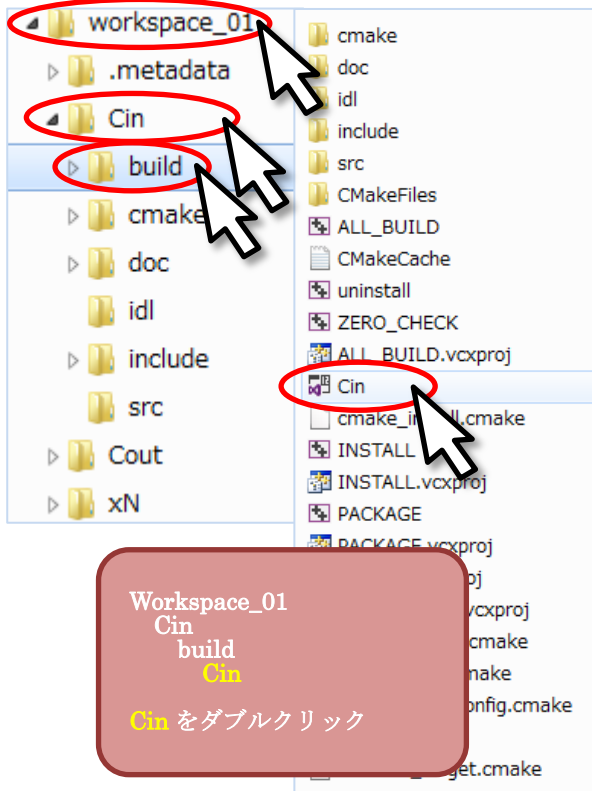 workspace_01
.metadata
Cin
build
cmake
doc
idl
include
src
Cout
xN
cmake
doc
idl
include
src
CMakeFiles
ALL_BUILD
CMakeCache
uninstall
ZERO_CHECK
ALL_BUILD.vcxproj
Cin
INSTALL
INSTALL.vcxproj
PACKAGE
PACKAGE.vcxproj
Workspace_01
Cin
build
Cin
Cin をダブルクリック